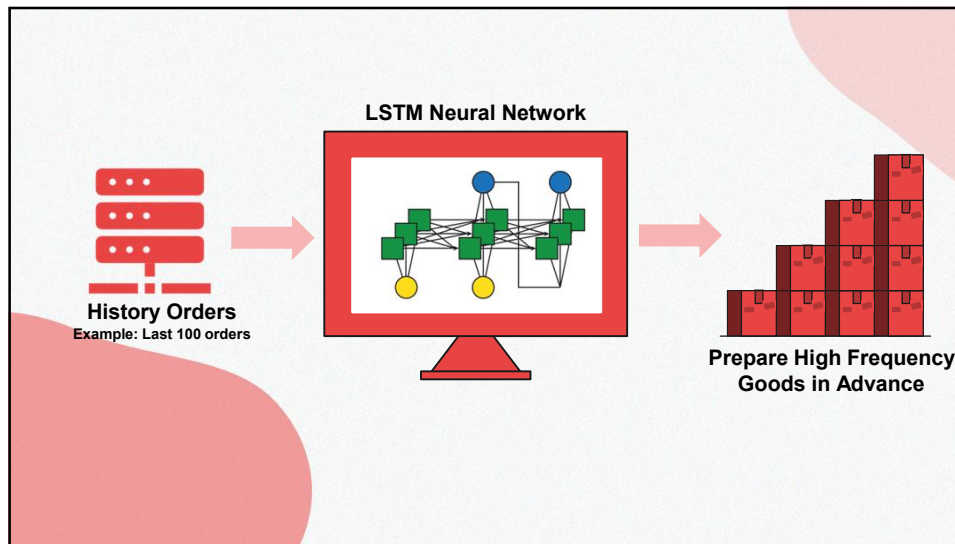 LSTM Neural Network
History Orders
Example: Last 100 orders
Prepare High Frequency
Goods in Advance